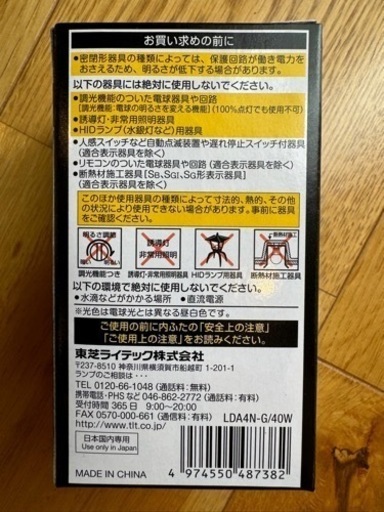 お買い求めの前に
●密閉形器具の種類によっては、保護回路が働き電力を
おさえるため、明るさが低下する場合があります。
以下の器具には絶対に使用しないでください。
●調光機能のついた電球器具や回路
[調光機能:電球の明るさを変える機能](100%点灯でも使用不可)
●誘導灯・非常用照明器具
●HIDランプ(水銀灯など)用器具
●人感スイッチなど自動点滅装置や遅れ停止スイッチ付器具
(適合表示器具を除く)
●リモコンのついた電球器具や回路(適合表示器具を除く)
●断熱材施工器具[SB、SGI、SG形表示器具]
(適合表示器具を除く)
このほか使用器具の種類によって寸法的、熱的、その他
の状況により使用できない場合があります。事前に器具
をご確認ください。
明るさ調節
暗い 明るい
誘導灯
非常用照明
断熱材施工
調光機能つき 誘導灯・非常用照明器具 HIDランプ用器具 断熱材施工器具
以下の環境で絶対に使用しないでください。
●水滴などがかかる場所 ●直流電源
※光色は電球光とは異なる昼白色です。
ご使用の前に内ふたの「安全上の注意」
「ご使用上の注意」をお読みください。
東芝ライテック株式会社
〒237-8510 神奈川県横須賀市船越町1-201-1
ランプのご相談は・・・
TEL 0120-66-1048 (通話料:無料)
携帯電話・PHSなど 046-862-2772 (通話料:有料)
受付時間 365日 9:00~20:00
FAX 0570-000-661 (通信料:有料)
http://www.tlt.co.jp/
LDA4N-G/40W
日本国内専用
Use only in Japan
MADE IN CHINA
4 974550 487382